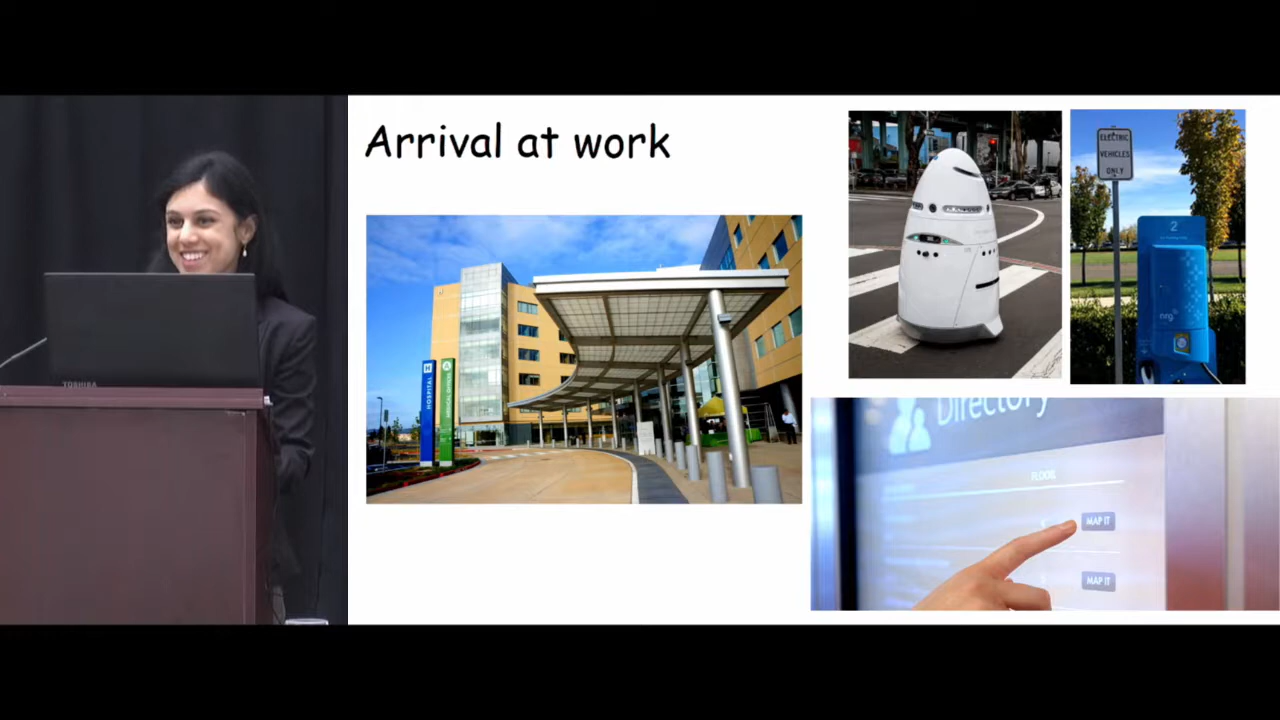 Arrival at work
HOSPITAL
ELECTRIC
VEHICLES
ONLY
2
nrg
Directory
FLOOR
MAP IT
MAP IT
TOSHIBA